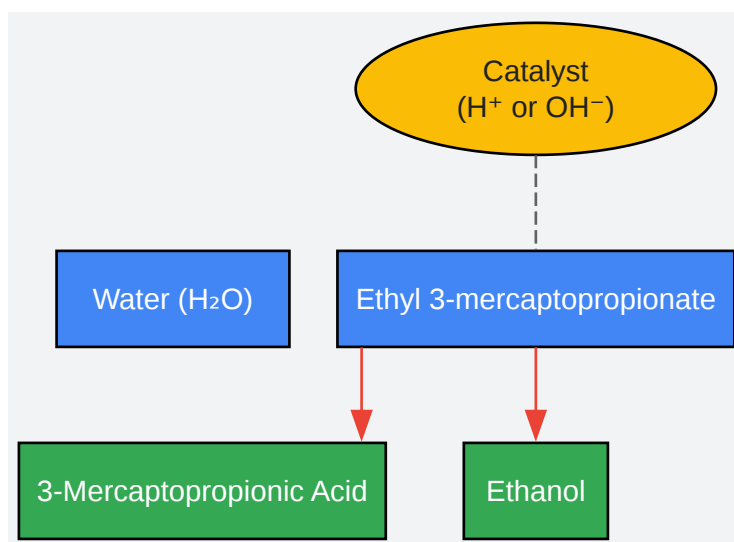 Catalyst
(H⁺ or OH⁻)
Water (H₂O)
Ethyl 3-mercaptopropionate
3-Mercaptopropionic Acid
Ethanol